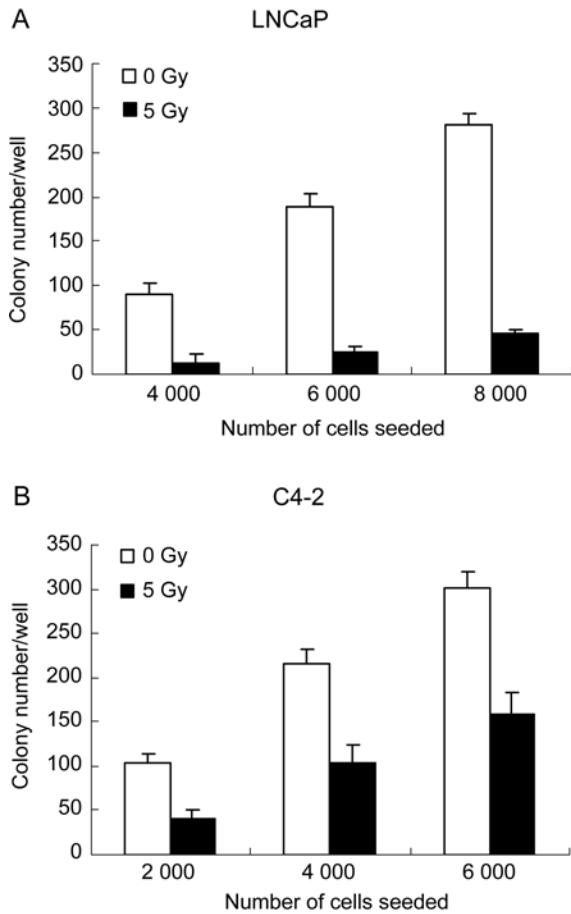 A
LNCaP
0 Gy
5 Gy
Colony number/well
350
300
250
200
150
100
50
0
4 000 6 000 8 000
Number of cells seeded
B
C4-2
0 Gy
5 Gy
Colony number/well
350
300
250
200
150
100
50
0
2 000 4 000 6 000
Number of cells seeded